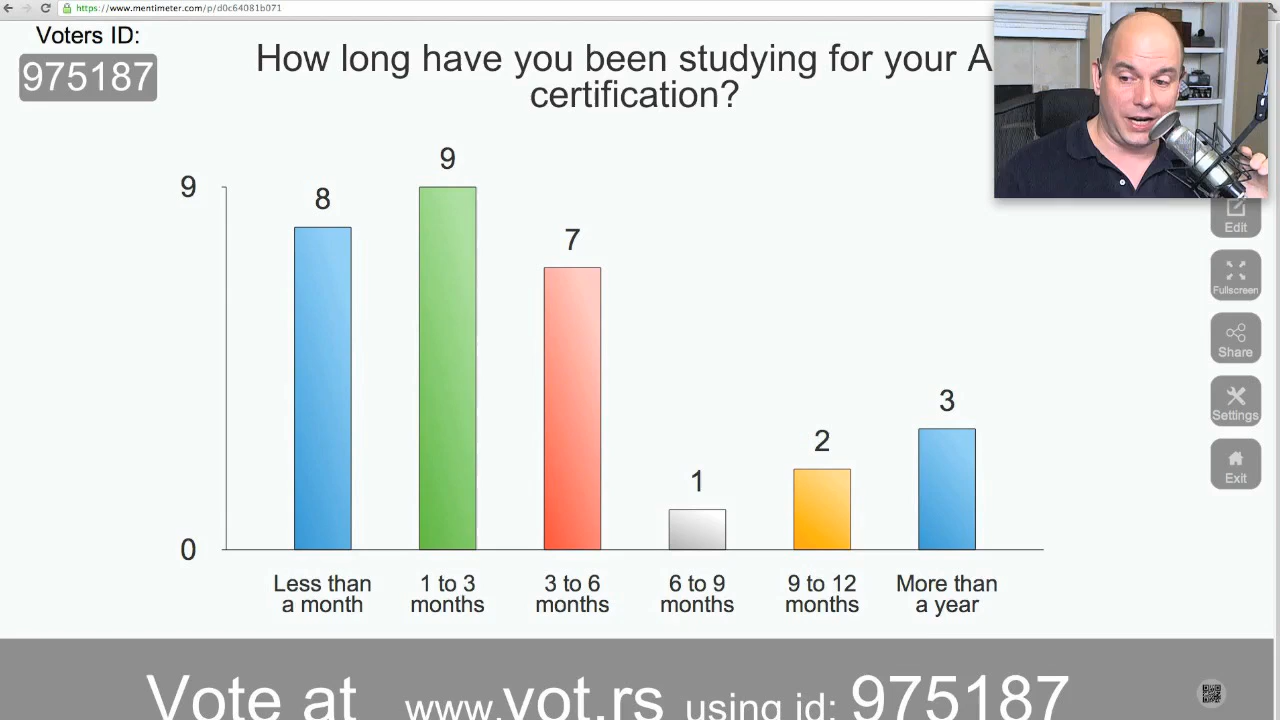 https://www.mentimeter.com/p/d0c64081b071
Voters ID:
975187
How long have you been studying for your A
certification?
9
8
9
7
1
2
3
0
Less than
a month
1 to 3
months
3 to 6
months
6 to 9
months
9 to 12
months
More than
a year
Edit
Fullscreen
Share
Settings
Exit
Vote at www.vot.rs using id: 975187